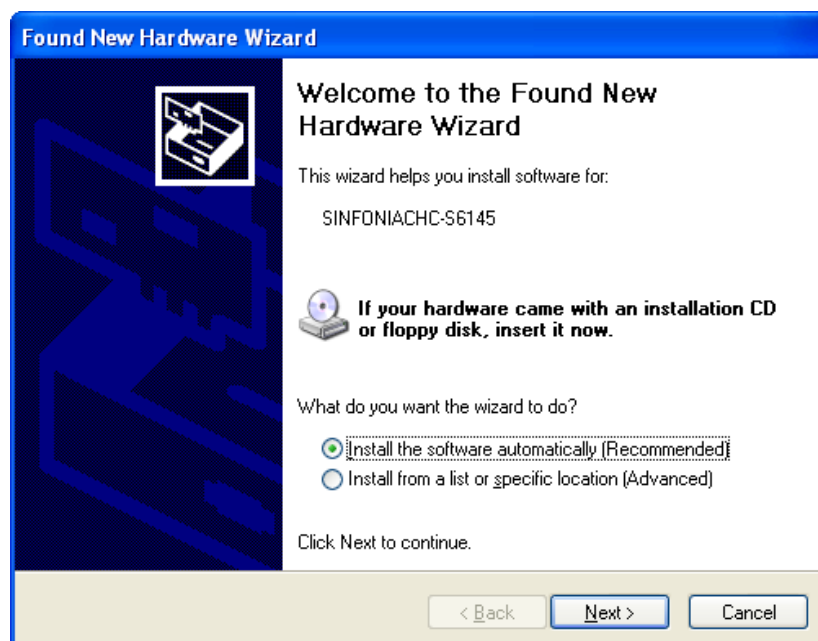 Found New Hardware Wizard
Welcome to the Found New
Hardware Wizard
This wizard helps you install software for:
SINFONIACHC-S6145
If your hardware came with an installation CD
or floppy disk, insert it now.
What do you want the wizard to do?
Install the software automatically (Recommended)
Install from a list or specific location (Advanced)
Click Next to continue.
< Back Next > Cancel